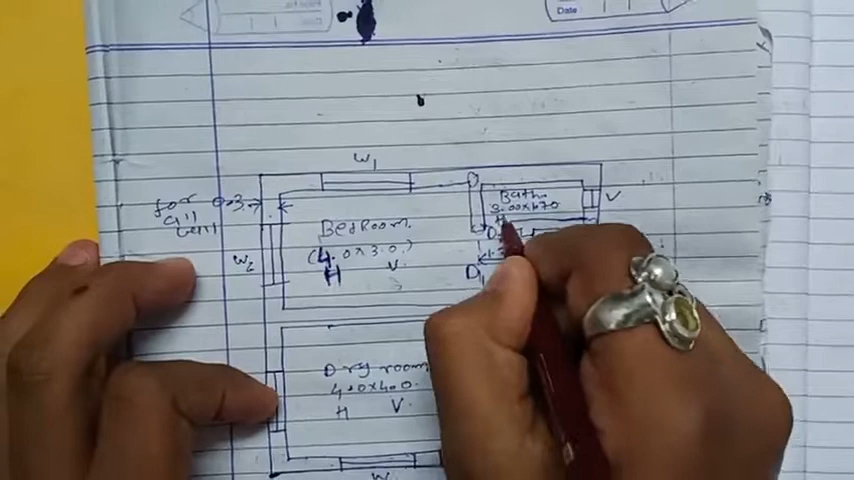 Date
W1
for 0.3
all
wall
Bath
3.00x1.70
H
V
Bedroom
(4.0x3.0)
H V
W2
D
D1
Dry room
4.0x4.00
H V
W